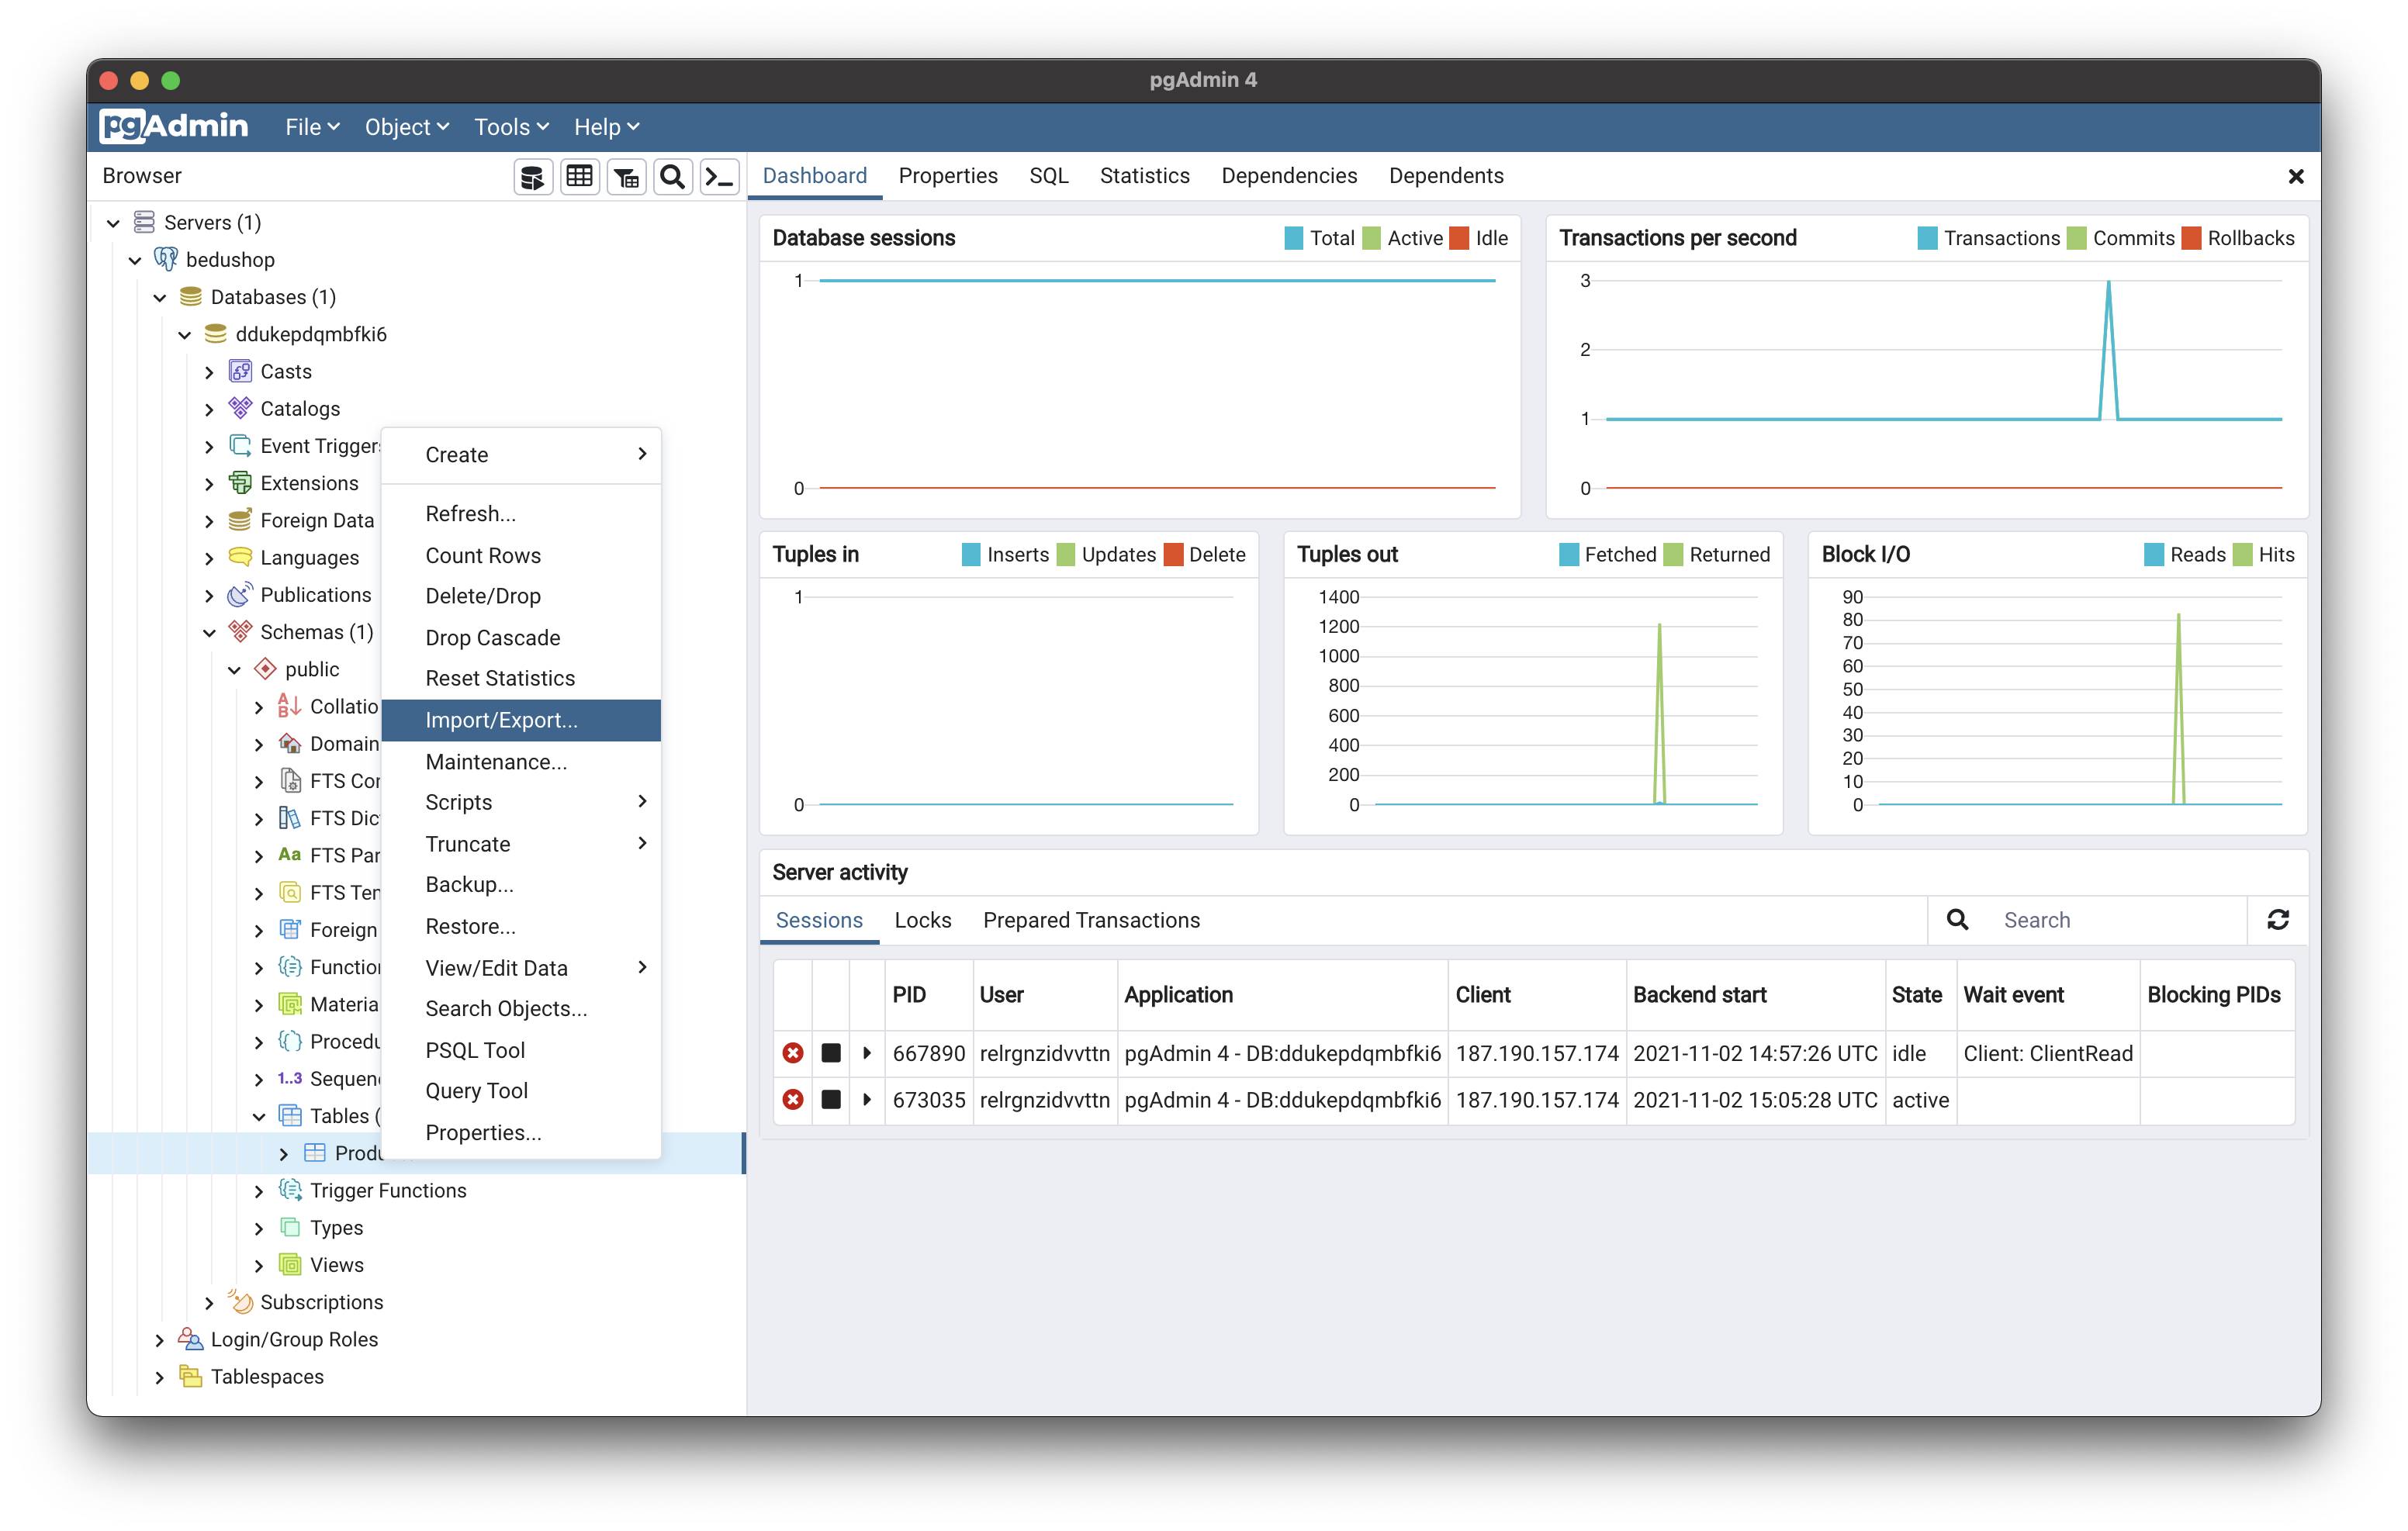 pgAdmin 4
pgAdmin File Object Tools Help
Browser
Dashboard Properties SQL Statistics Dependencies Dependents
Servers (1)
bedushop
Databases (1)
ddukepdqmbfki6
Casts
Catalogs
Event Trigger
Extensions
Foreign Data
Languages
Publications
Schemas (1)
public
Collatio
Domain
FTS Cor
FTS Dic
FTS Par
FTS Ten
Foreign
Functio
Materia
Procedu
1..3 Sequen
Tables (
Produ
Trigger Functions
Types
Views
Subscriptions
Login/Group Roles
Tablespaces
Create
Refresh...
Count Rows
Delete/Drop
Drop Cascade
Reset Statistics
Import/Export...
Maintenance...
Scripts
Truncate
Backup...
Restore...
View/Edit Data
Search Objects...
PSQL Tool
Query Tool
Properties...
Database sessions Total Active Idle
1
0
Transactions per second Transactions Commits Rollbacks
3
2
1
0
Tuples in Inserts Updates Delete
1
0
Tuples out Fetched Returned
1400
1200
1000
800
600
400
200
0
Block I/O Reads Hits
90
80
70
60
50
40
30
20
10
0
Server activity
Sessions Locks Prepared Transactions Search
PID User Application Client Backend start State Wait event Blocking PIDs
667890 relrgnzidvvttn pgAdmin 4 - DB:ddukepdqmbfki6 187.190.157.174 2021-11-02 14:57:26 UTC idle Client: ClientRead
673035 relrgnzidvvttn pgAdmin 4 - DB:ddukepdqmbfki6 187.190.157.174 2021-11-02 15:05:28 UTC active